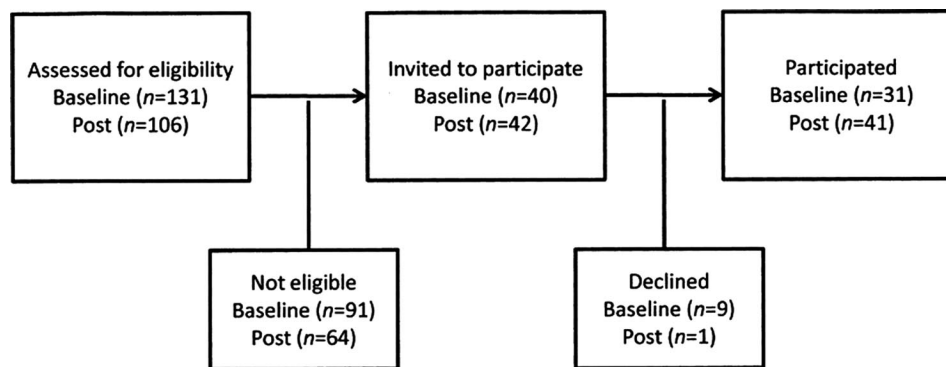 Assessed for eligibility
Baseline (n=131)
Post (n=106)
Invited to participate
Baseline (n=40)
Post (n=42)
Participated
Baseline (n=31)
Post (n=41)
Not eligible
Baseline (n=91)
Post (n=64)
Declined
Baseline (n=9)
Post (n=1)